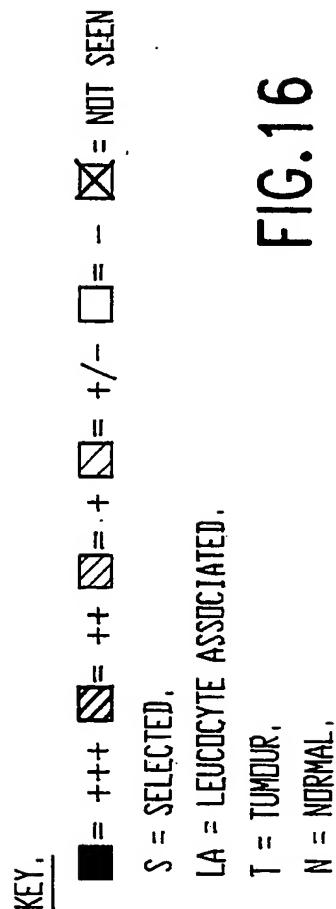 KEY.
= +++ = ++ = + = +/- = - = NOT SEEN
S = SELECTED.
LA = LEUCOCYTE ASSOCIATED.
T = TUMOUR.
N = NORMAL.
FIG.16